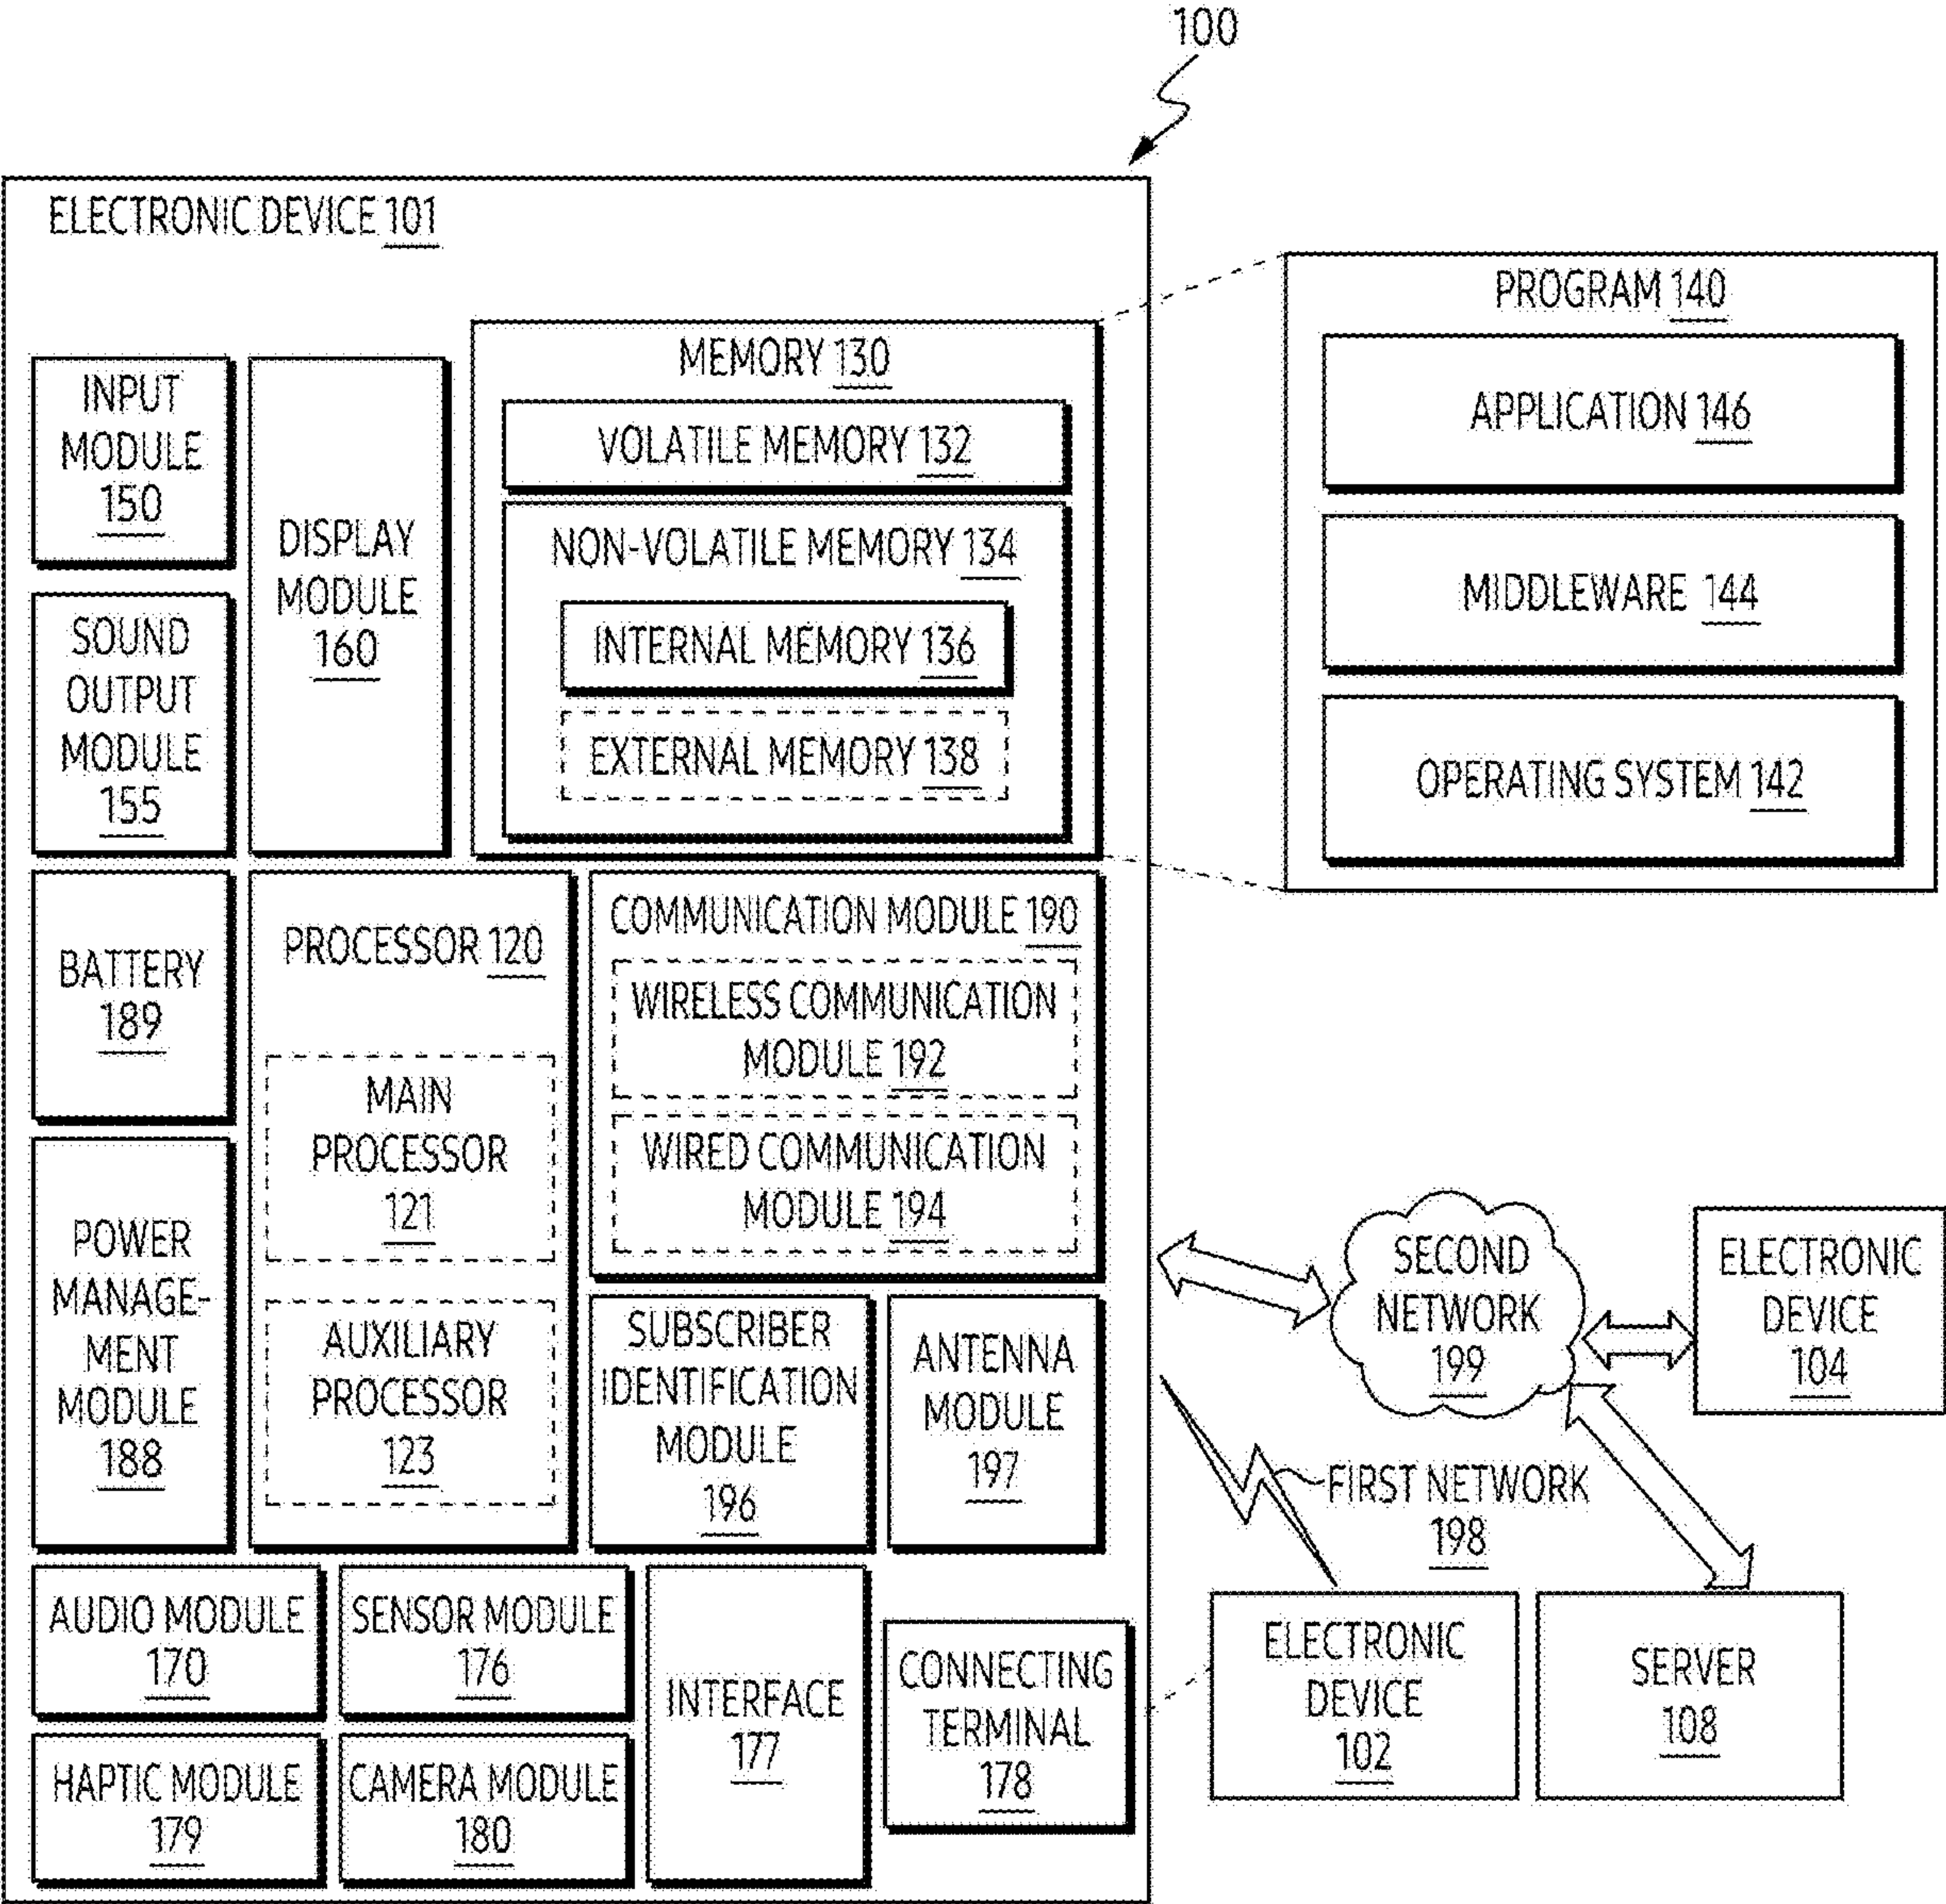 100
ELECTRONIC DEVICE 101
INPUT
MODULE
150
SOUND
OUTPUT
MODULE
155
DISPLAY
MODULE
160
MEMORY 130
VOLATILE MEMORY 132
NON-VOLATILE MEMORY 134
INTERNAL MEMORY 136
EXTERNAL MEMORY 138
PROGRAM 140
APPLICATION 146
MIDDLEWARE 144
OPERATING SYSTEM 142
BATTERY
189
POWER
MANAGE-
MENT
MODULE
188
PROCESSOR 120
MAIN
PROCESSOR
121
AUXILIARY
PROCESSOR
123
COMMUNICATION MODULE 190
WIRELESS COMMUNICATION
MODULE 192
WIRED COMMUNICATION
MODULE 194
SUBSCRIBER
IDENTIFICATION
MODULE
196
ANTENNA
MODULE
197
SECOND
NETWORK
199
ELECTRONIC
DEVICE
104
FIRST NETWORK
198
AUDIO MODULE
170
SENSOR MODULE
176
INTERFACE
177
CONNECTING
TERMINAL
178
HAPTIC MODULE
179
CAMERA MODULE
180
ELECTRONIC
DEVICE
102
SERVER
108